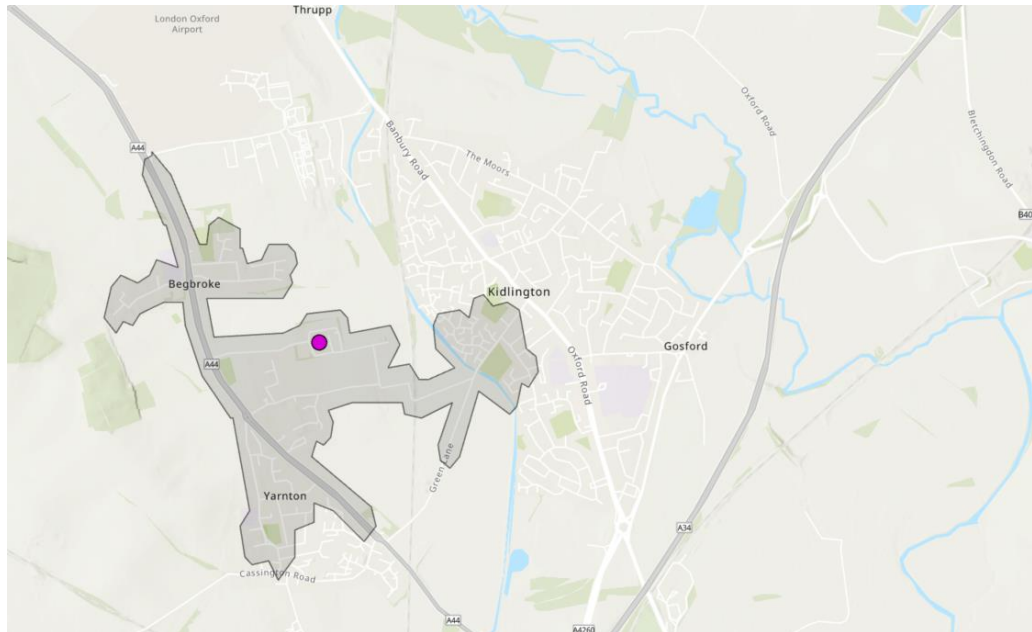 Thrupp
London Oxford
Airport
Oxford Road
Bletchingdon Road
A44
Banbury Road
The Moors
B40
Begbroke
Kidlington
Gosford
A44
Oxford Road
Green Lane
Yarnton
A34
Cassington Road
A44
A4260